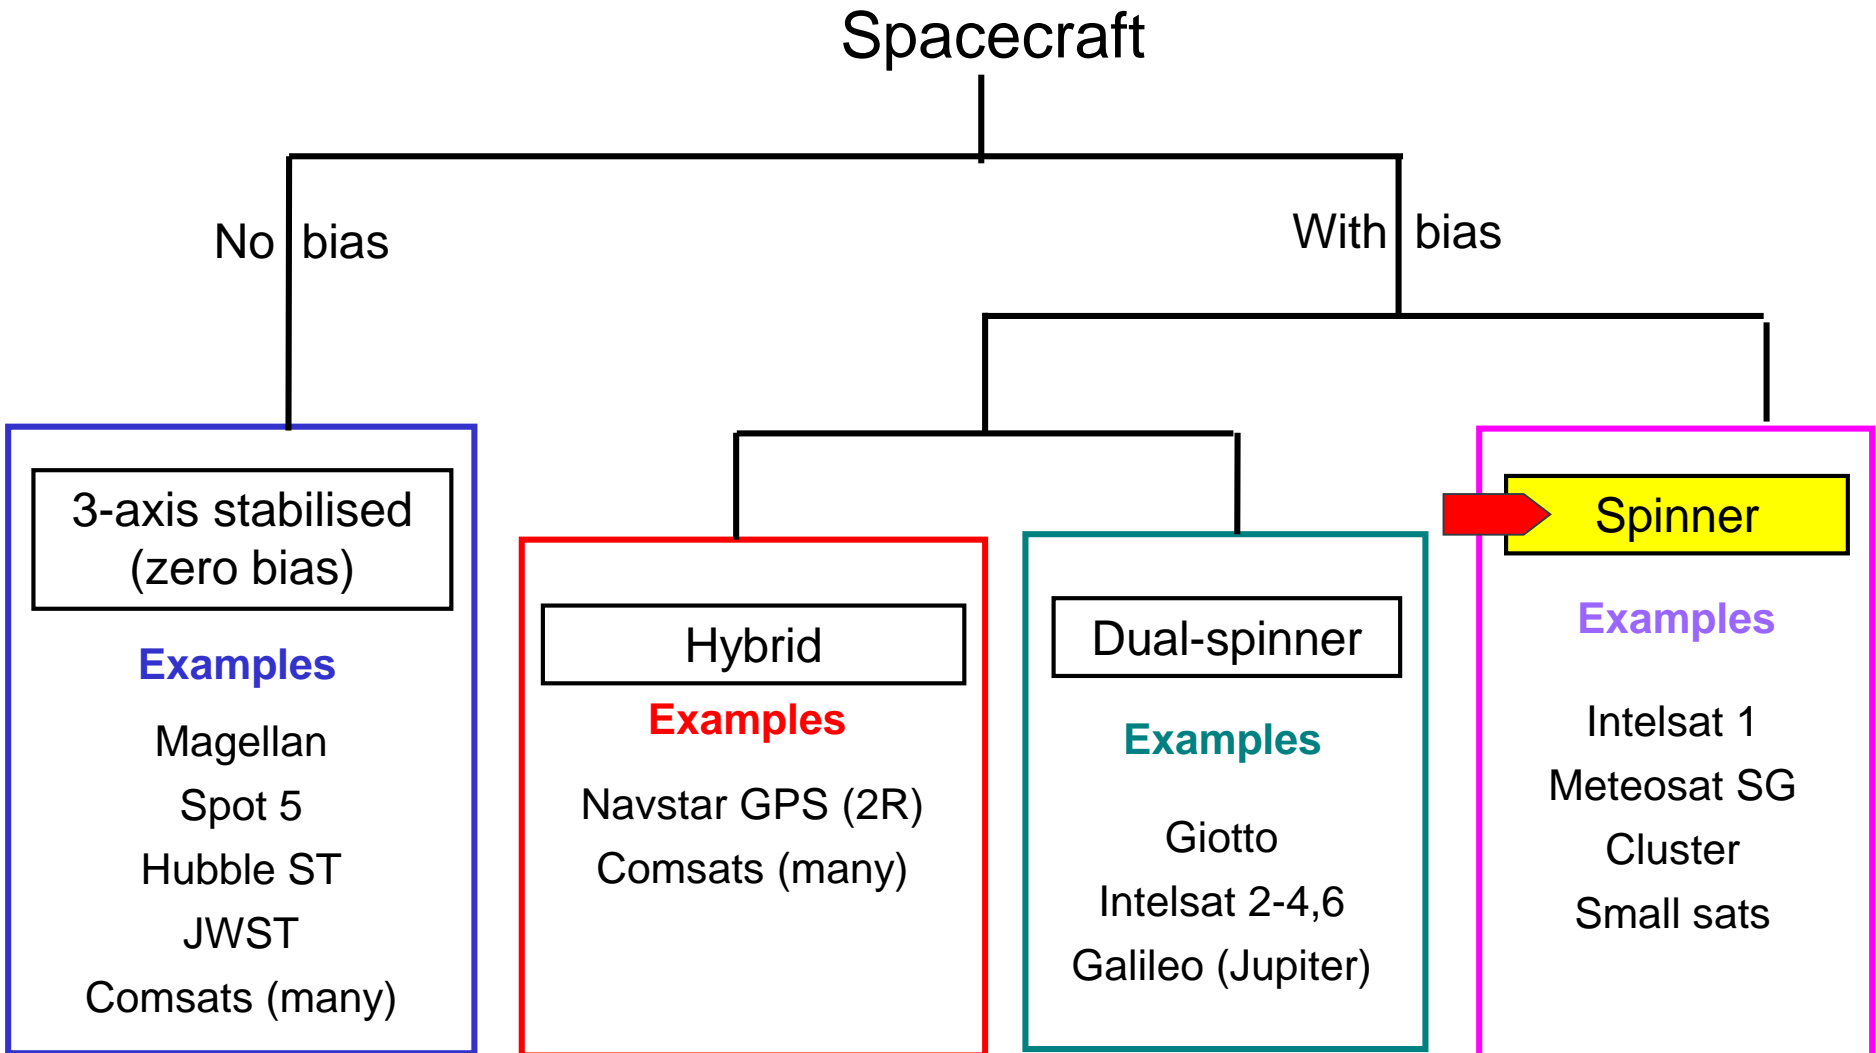 Spacecraft
No bias
With bias
3-axis stabilised
(zero bias)
Examples
Magellan
Spot 5
Hubble ST
JWST
Comsats (many)
Hybrid
Examples
Navstar GPS (2R)
Comsats (many)
Dual-spinner
Examples
Giotto
Intelsat 2-4,6
Galileo (Jupiter)
Spinner
Examples
Intelsat 1
Meteosat SG
Cluster
Small sats